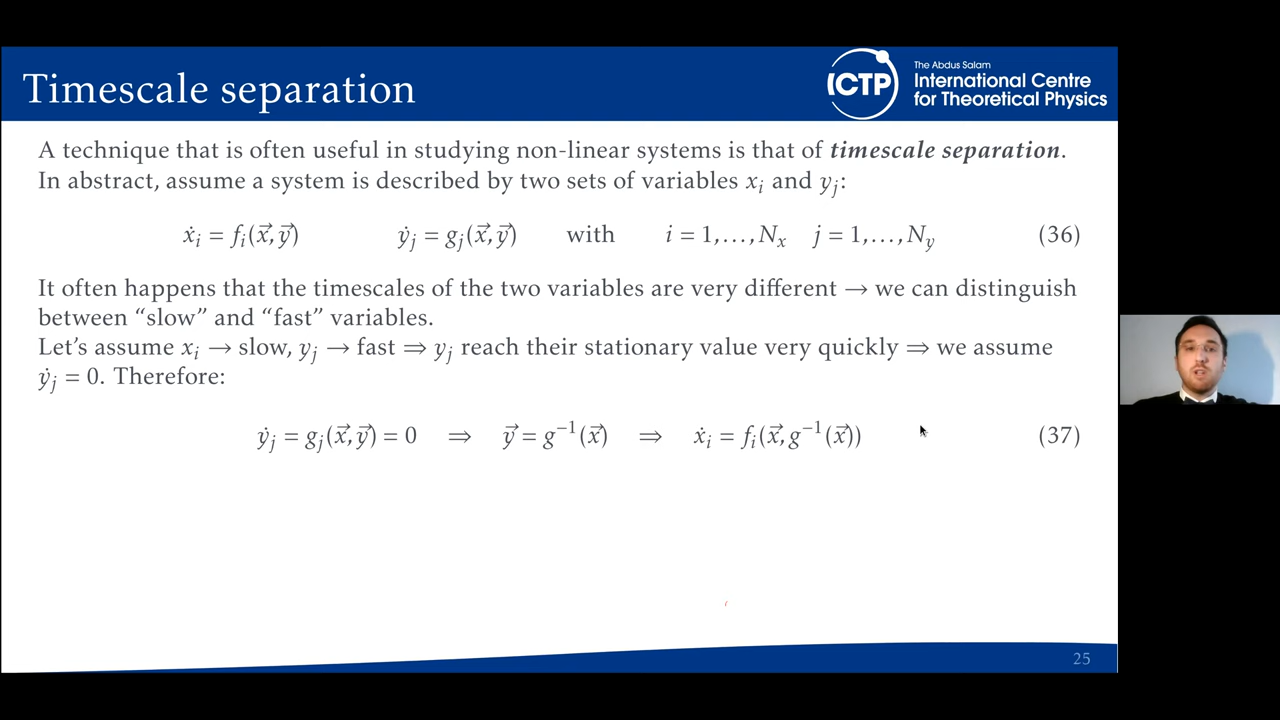 Timescale separation
ICTP
The Abdus Salam
International Centre
for Theoretical Physics
A technique that is often useful in studying non-linear systems is that of timescale separation.
In abstract, assume a system is described by two sets of variables xᵢ and yⱼ:
ẋᵢ = fᵢ(x⃗,y⃗) ẏⱼ = gⱼ(x⃗,y⃗) with i = 1,...,Nₓ j = 1,...,N_y (36)
It often happens that the timescales of the two variables are very different → we can distinguish
between “slow” and “fast” variables.
Let's assume xᵢ → slow, yⱼ → fast ⇒ yⱼ reach their stationary value very quickly ⇒ we assume
ẏⱼ = 0. Therefore:
ẏⱼ = gⱼ(x⃗,y⃗) = 0 ⇒ y⃗ = g⁻¹(x⃗) ⇒ ẋᵢ = fᵢ(x⃗,g⁻¹(x⃗)) (37)
25